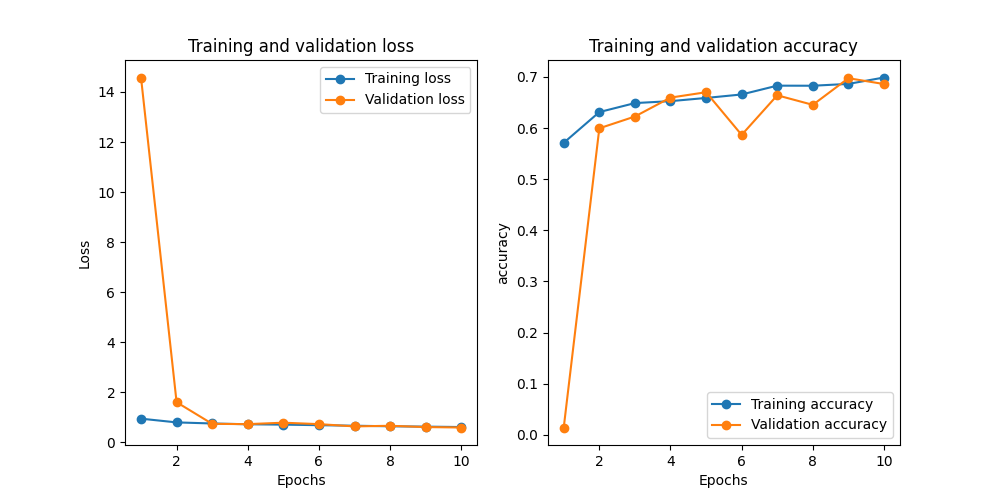 Training and validation loss
Training loss
Validation loss
14
12
10
8
6
4
2
0
Loss
2
4
6
8
10
Epochs
Training and validation accuracy
0.7
0.6
0.5
0.4
0.3
0.2
0.1
0.0
accuracy
Training accuracy
Validation accuracy
2
4
6
8
10
Epochs